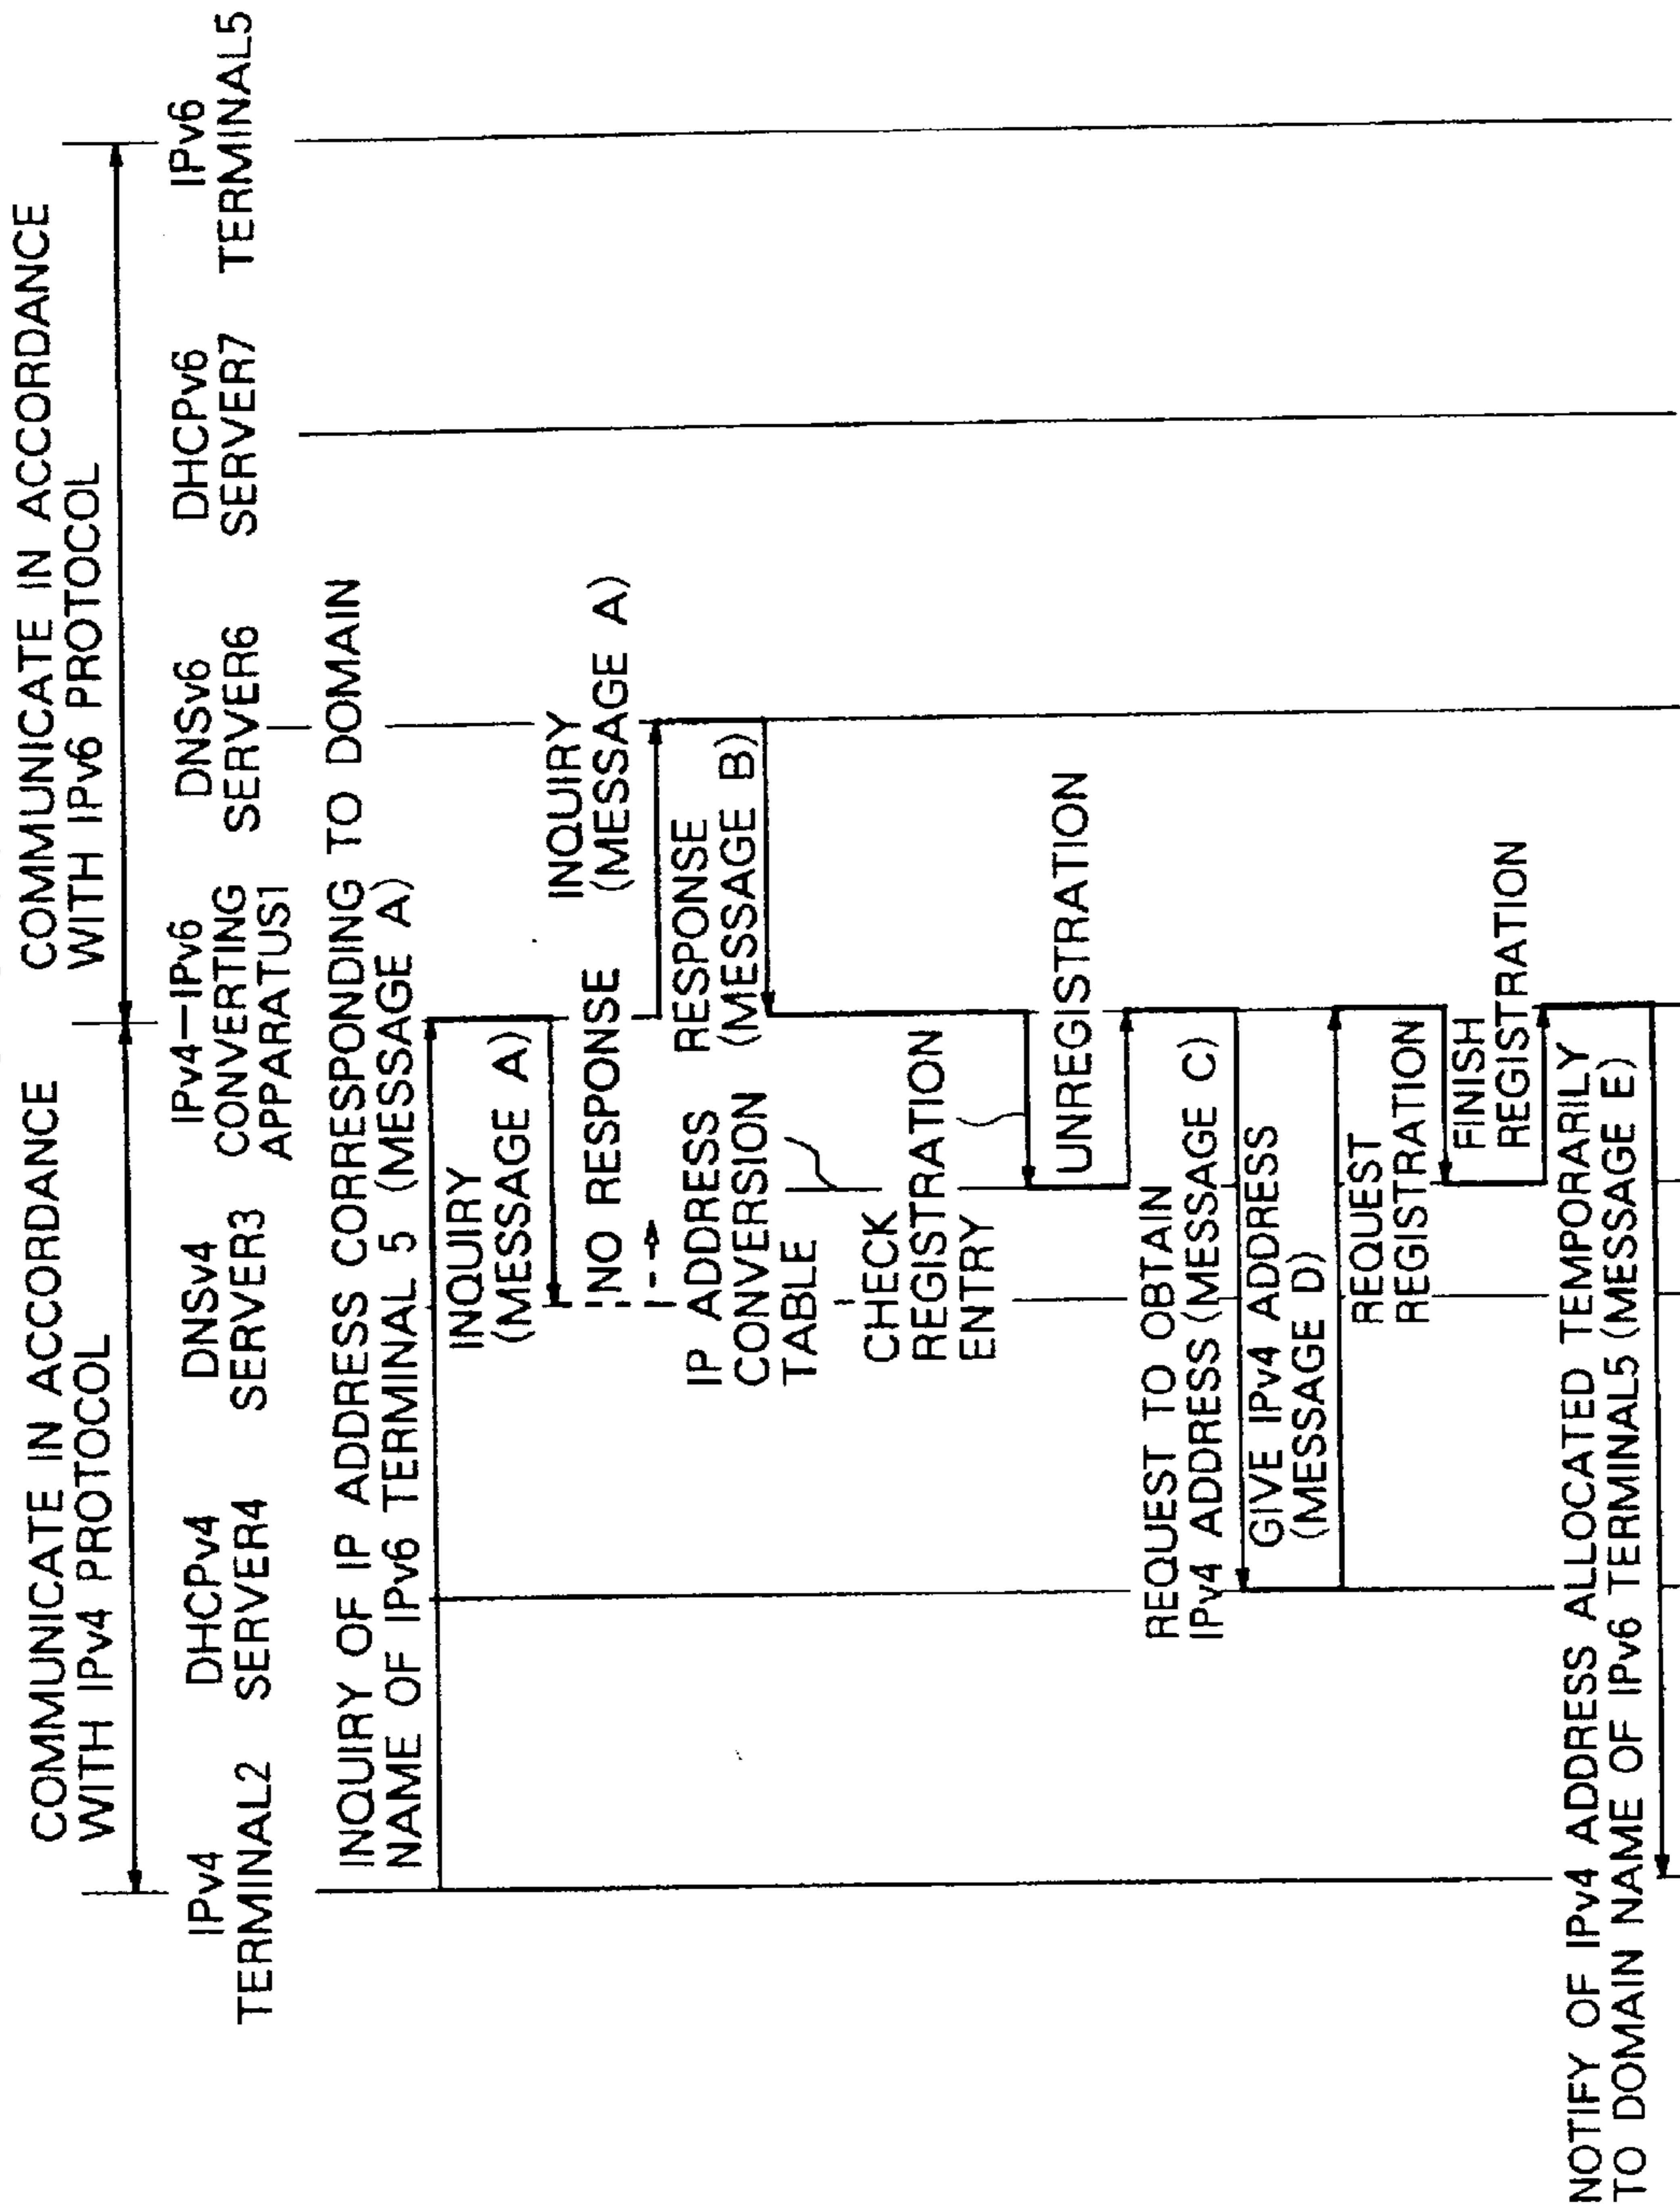 COMMUNICATE IN ACCORDANCE
WITH IPv4 PROTOCOL
COMMUNICATE IN ACCORDANCE
WITH IPv6 PROTOCOL
IPv4
TERMINAL2
DHCPv4
SERVER4
DNSv4
SERVER3
IPv4—IPv6
CONVERTING
APPARATUS1
DNSv6
SERVER6
DHCPv6
SERVER7
IPv6
TERMINAL5
INQUIRY OF IP ADDRESS CORRESPONDING TO DOMAIN
NAME OF IPv6 TERMINAL 5 (MESSAGE A)
INQUIRY
(MESSAGE A)
NO RESPONSE
INQUIRY
(MESSAGE A)
RESPONSE
(MESSAGE B)
IP ADDRESS
CONVERSION
TABLE
CHECK
REGISTRATION
ENTRY
UNREGISTRATION
REQUEST TO OBTAIN
IPv4 ADDRESS (MESSAGE C)
GIVE IPv4 ADDRESS
(MESSAGE D)
REQUEST
REGISTRATION
FINISH
REGISTRATION
NOTIFY OF IPv4 ADDRESS ALLOCATED TEMPORARILY
TO DOMAIN NAME OF IPv6 TERMINAL5 (MESSAGE E)